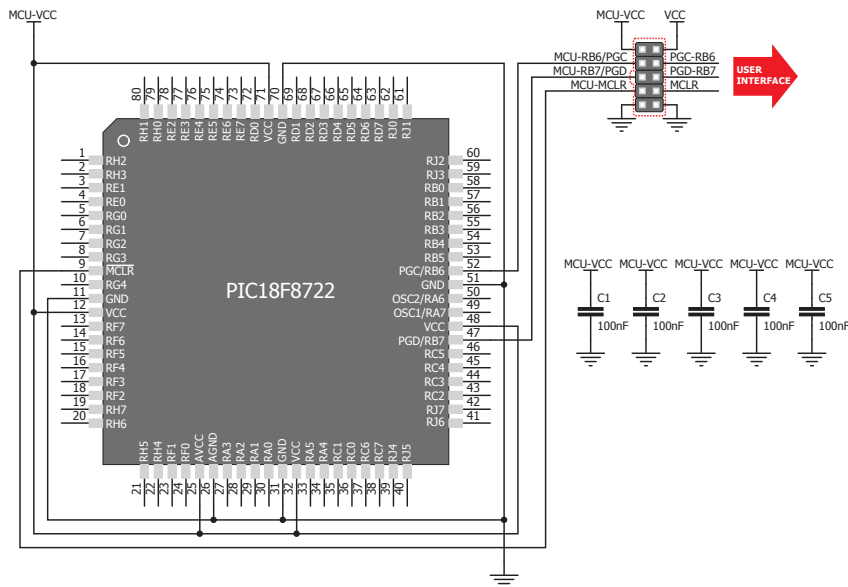 MCU-VCC
MCU-VCC VCC
MCU-RB6/PGC PGC-RB6
MCU-RB7/PGD PGD-RB7
MCU-MCLR MCLR
USER
INTERFACE
80 79 78 77 76 75 74 73 72 71 70 69 68 67 66 65 64 63 62 61
RH1 RH0 RE2 RE3 RE4 RE5 RE6 RE7 RD0 VCC GND RD1 RD2 RD3 RD4 RD5 RD6 RD7 RJ0 RJ1
1 RH2
2 RH3
3 RE1
4 RE0
5 RG0
6 RG1
7 RG2
8 RG3
9 MCLR
10 RG4
11 GND
12 VCC
13 RF7
14 RF6
15 RF5
16 RF4
17 RF3
18 RF2
19 RH7
20 RH6
PIC18F8722
RJ2 60
RJ3 59
RB0 58
RB1 57
RB2 56
RB3 55
RB4 54
RB5 53
PGC/RB6 52
GND 51
OSC2/RA6 50
OSC1/RA7 49
VCC 48
PGD/RB7 47
RC5 46
RC4 45
RC3 44
RC2 43
RJ7 42
RJ6 41
RH5 RH4 RF1 RF0 AVCC AGND RA3 RA2 RA1 RA0 GND VCC RA5 RA4 RC1 RC0 RC6 RC7 RJ4 RJ5
21 22 23 24 25 26 27 28 29 30 31 32 33 34 35 36 37 38 39 40
MCU-VCC MCU-VCC MCU-VCC MCU-VCC MCU-VCC
C1 C2 C3 C4 C5
100nF 100nF 100nF 100nF 100nF